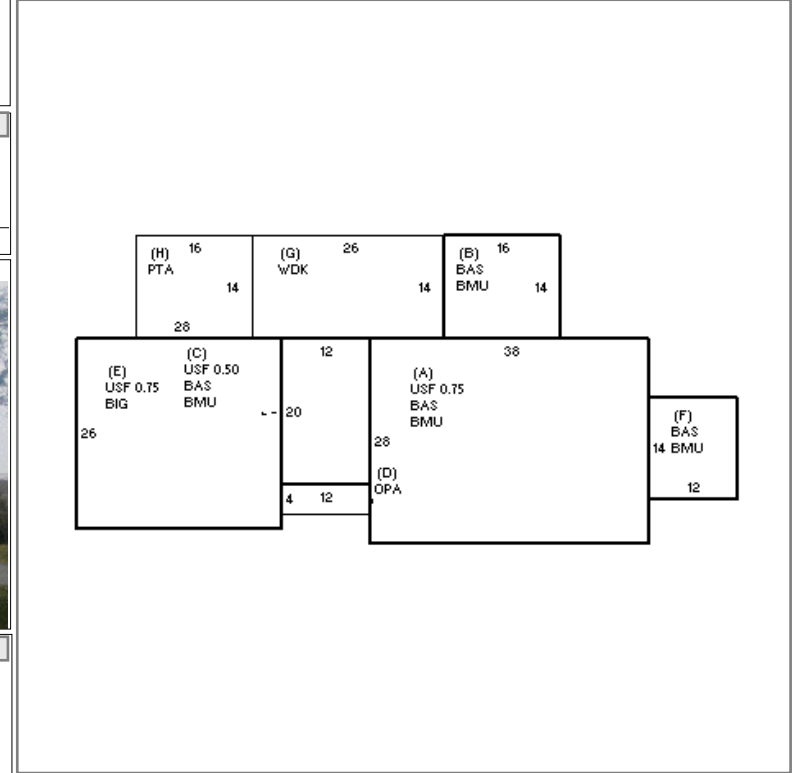 (H) 16
PTA
14
28
(G) 26
WDK
14
(B) 16
BAS
BMU 14
(E)
USF 0.75
BIG
26
(C)
USF 0.50
BAS
BMU
12
20
38
(A)
USF 0.75
BAS
BMU
28
(D)
OPA
4 12
(F)
BAS
14 BMU
12